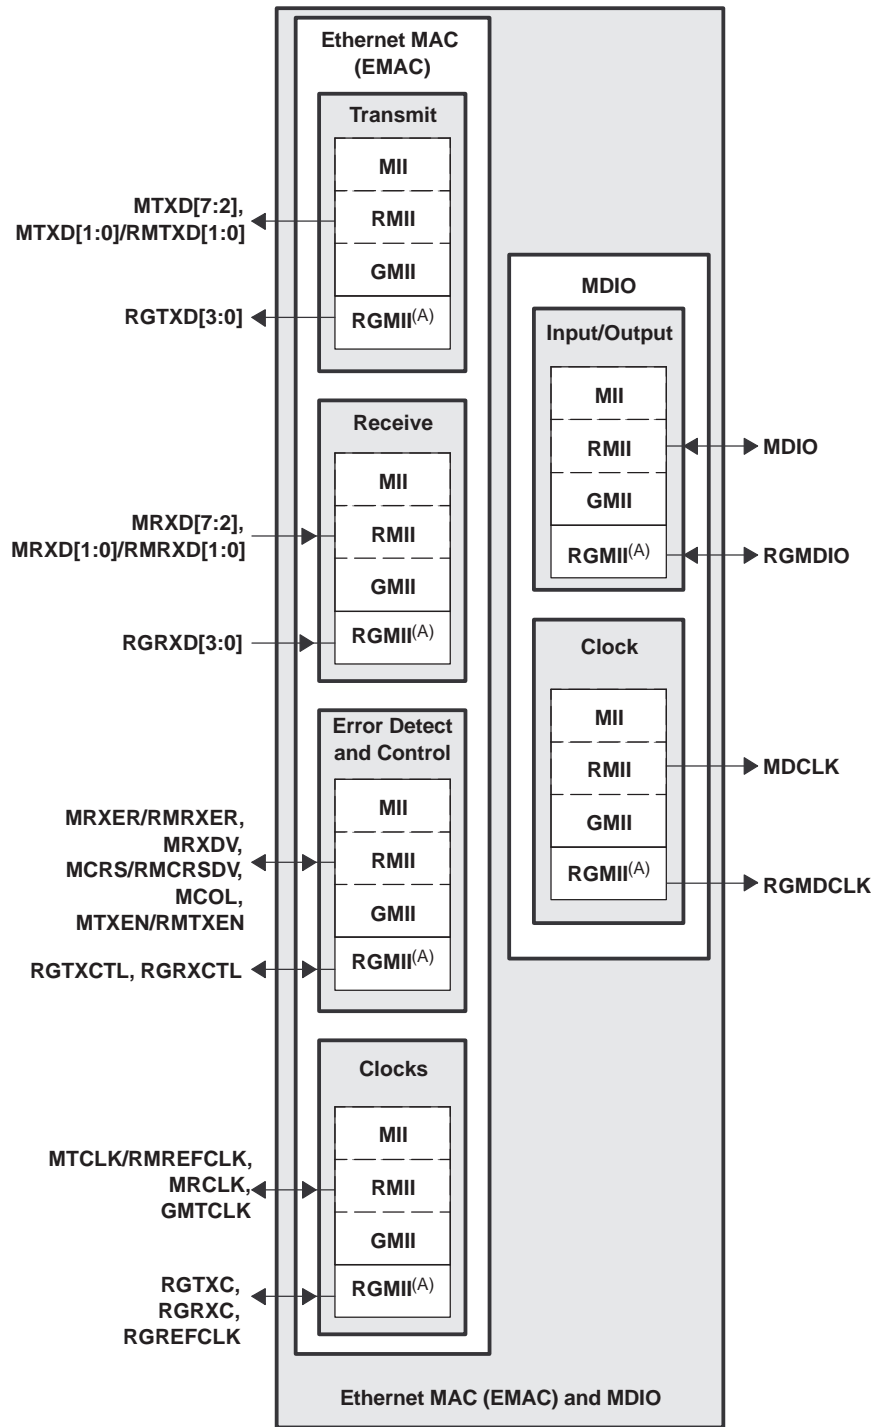 Ethernet MAC
(EMAC)
Transmit
MII
RMII
GMII
RGMII(A)
MTXD[7:2],
MTXD[1:0]/RMTXD[1:0]
RGTXD[3:0]
Receive
MII
RMII
GMII
RGMII(A)
MRXD[7:2],
MRXD[1:0]/RMRXD[1:0]
RGRXD[3:0]
Error Detect
and Control
MII
RMII
GMII
RGMII(A)
MRXER/RMRXER,
MRXDV,
MCRS/RMCRSDV,
MCOL,
MTXEN/RMTXEN
RGTXCTL, RGRXCTL
Clocks
MII
RMII
GMII
RGMII(A)
MTCLK/RMREFCLK,
MRCLK,
GMTCLK
RGTXC,
RGRXC,
RGREFCLK
MDIO
Input/Output
MII
RMII
GMII
RGMII(A)
MDIO
RGMDIO
Clock
MII
RMII
GMII
RGMII(A)
MDCLK
RGMDCLK
Ethernet MAC (EMAC) and MDIO